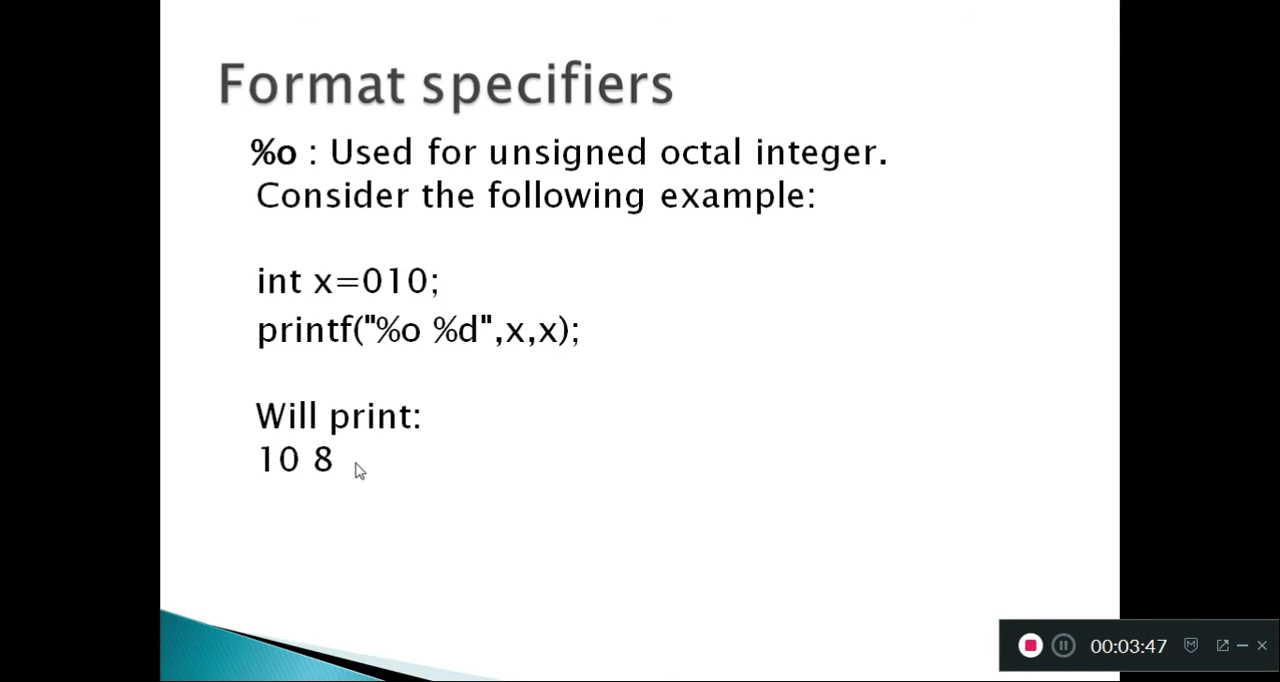 Format specifiers
%o : Used for unsigned octal integer.
Consider the following example:
int x=010;
printf("%o %d",x,x);
Will print:
10 8
00:03:47